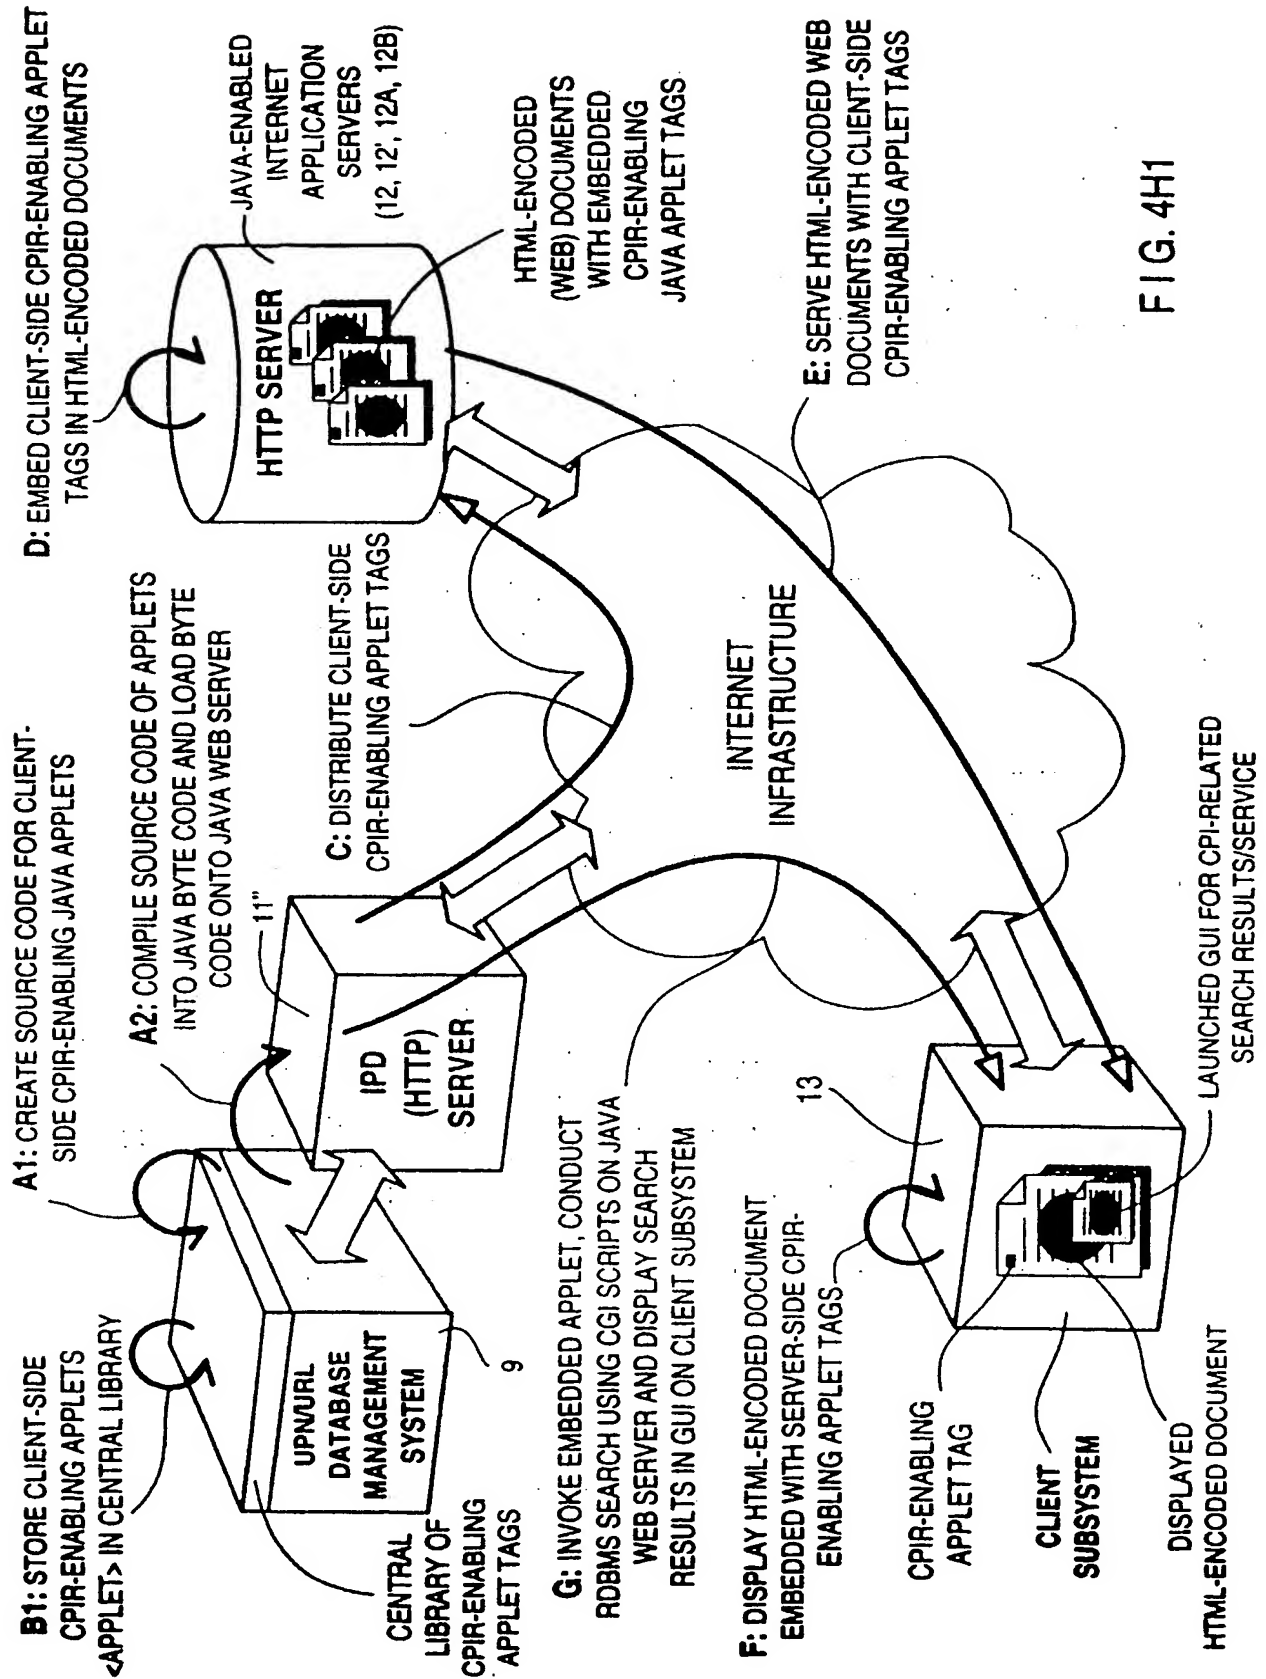 B1: STORE CLIENT-SIDE
CPIR-ENABLING APPLETS
<APPLET> IN CENTRAL LIBRARY
A1: CREATE SOURCE CODE FOR CLIENT-
SIDE CPIR-ENABLING JAVA APPLETS
A2: COMPILE SOURCE CODE OF APPLETS
INTO JAVA BYTE CODE AND LOAD BYTE
CODE ONTO JAVA WEB SERVER
D: EMBED CLIENT-SIDE CPIR-ENABLING APPLET
TAGS IN HTML-ENCODED DOCUMENTS
JAVA-ENABLED
INTERNET
APPLICATION
SERVERS
(12, 12', 12A, 12B)
HTTP SERVER
11"
UPN/URL
DATABASE
MANAGEMENT
SYSTEM
9
IPD
(HTTP)
SERVER
C: DISTRIBUTE CLIENT-SIDE
CPIR-ENABLING APPLET TAGS
HTML-ENCODED
(WEB) DOCUMENTS
WITH EMBEDDED
CPIR-ENABLING
JAVA APPLET TAGS
CENTRAL
LIBRARY OF
CPIR-ENABLING
APPLET TAGS
G: INVOKE EMBEDDED APPLET, CONDUCT
RDBMS SEARCH USING CGI SCRIPTS ON JAVA
WEB SERVER AND DISPLAY SEARCH
RESULTS IN GUI ON CLIENT SUBSYSTEM
INTERNET
INFRASTRUCTURE
E: SERVE HTML-ENCODED WEB
DOCUMENTS WITH CLIENT-SIDE
CPIR-ENABLING APPLET TAGS
F: DISPLAY HTML-ENCODED DOCUMENT
EMBEDDED WITH SERVER-SIDE CPIR-
ENABLING APPLET TAGS
13
CPIR-ENABLING
APPLET TAG
CLIENT
SUBSYSTEM
DISPLAYED
HTML-ENCODED DOCUMENT
LAUNCHED GUI FOR CPI-RELATED
SEARCH RESULTS/SERVICE
FIG. 4H1